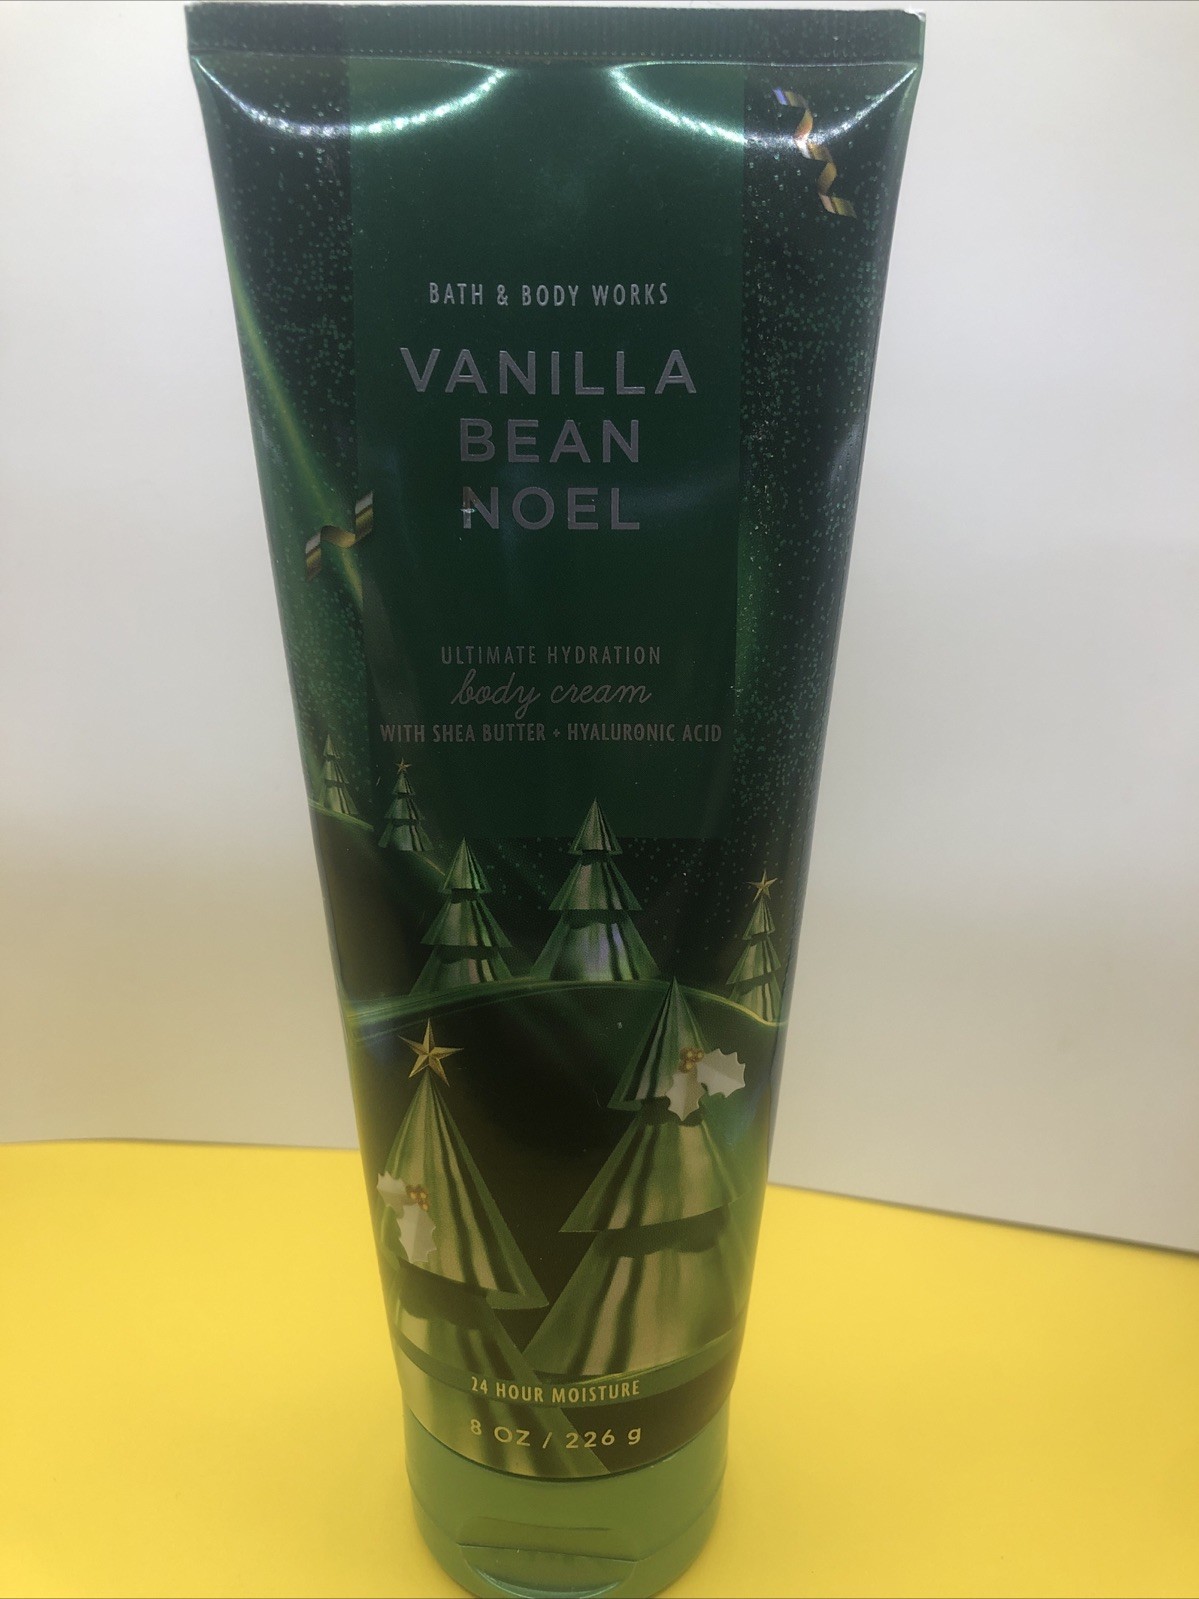 BATH & BODY WORKS
VANILLA
BEAN
NOEL
ULTIMATE HYDRATION
body cream
WITH SHEA BUTTER + HYALURONIC ACID
24 HOUR MOISTURE
8 OZ / 226 g